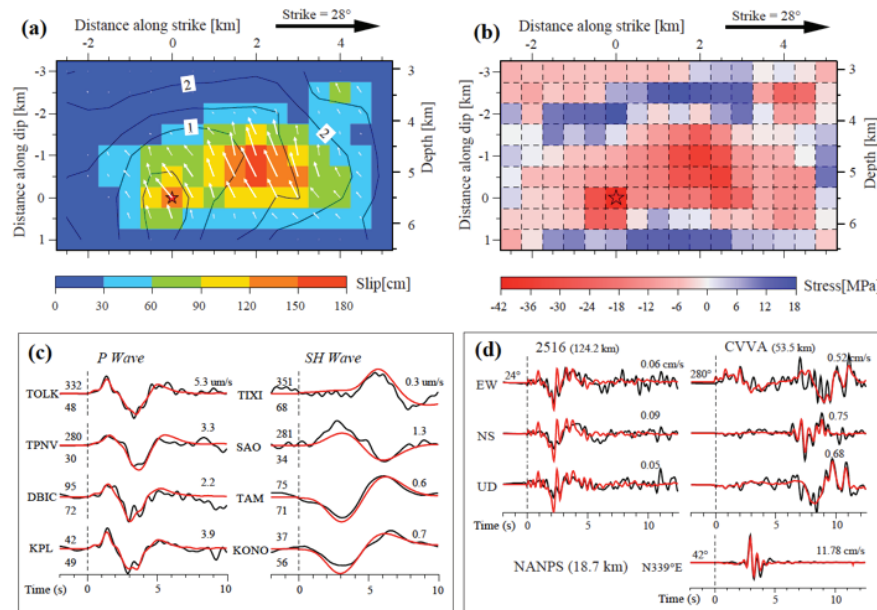 (a) Distance along strike [km] Strike = 28°
-2 0 2 4
Distance along dip [km]
-3 -2 -1 0 1
Depth [km]
3 4 5 6
2
1
2
Slip[cm]
0 30 60 90 120 150 180
(b) Distance along strike [km] Strike = 28°
-2 0 2 4
Distance along dip [km]
-3 -2 -1 0 1
Depth [km]
3 4 5 6
Stress[MPa]
-42 -36 -30 -24 -18 -12 -6 0 6 12 18
(c) P Wave SH Wave
TOLK 332 48 5.3 um/s
TIXI 351 68 0.3 um/s
TPNV 280 30 3.3
SAO 281 34 1.3
DBIC 95 72 2.2
TAM 75 71 0.6
KPL 42 49 3.9
KONO 37 56 0.7
Time (s) 0 5 10 0 5 10
(d) 2516 (124.2 km) CVVA (53.5 km)
EW 24° 0.06 cm/s 280° 0.52 cm/s
NS 0.09 0.75
UD 0.05 0.68
Time (s) 0 5 10 0 5 10
NANPS (18.7 km) N339°E 42° 11.78 cm/s
Time (s) 0 5 10